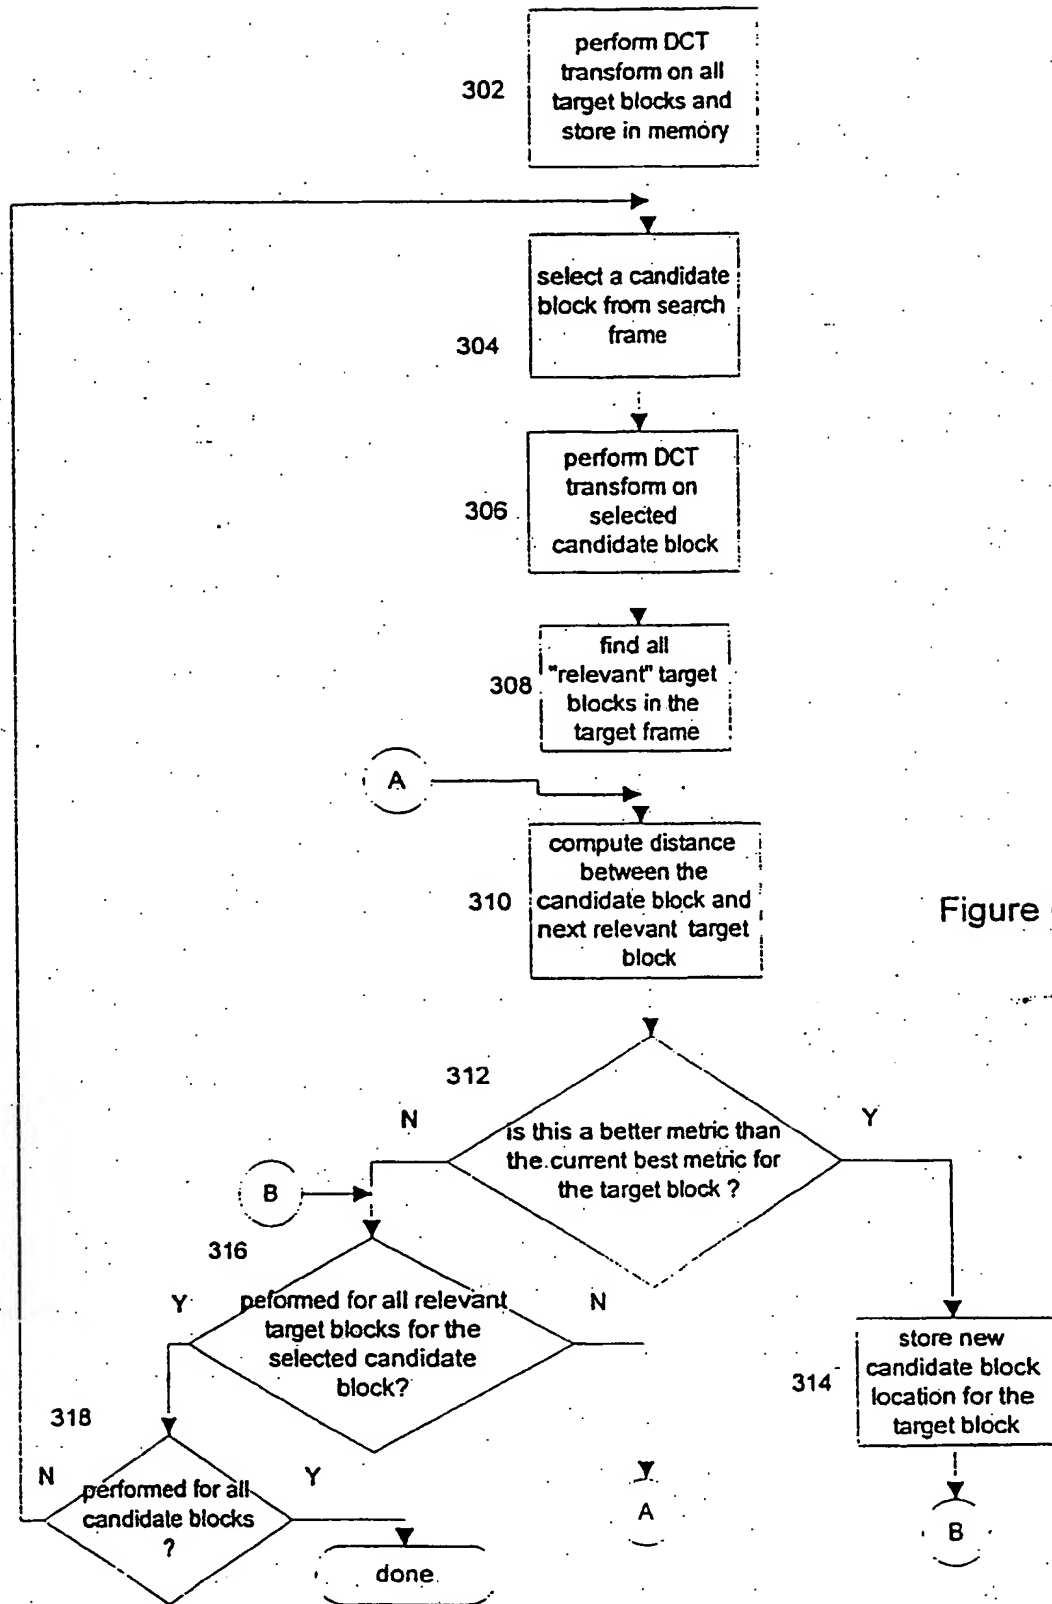 302
perform DCT
transform on all
target blocks and
store in memory
304
select a candidate
block from search
frame
306
perform DCT
transform on
selected
candidate block
308
find all
"relevant" target
blocks in the
target frame
A
310
compute distance
between the
candidate block and
next relevant target
block
Figure
312
N
Y
is this a better metric than
the current best metric for
the target block ?
B
316
Y
N
peformed for all relevant
target blocks for the
selected candidate
block?
314
store new
candidate block
location for the
target block
318
N
Y
performed for all
candidate blocks
?
A
B
done